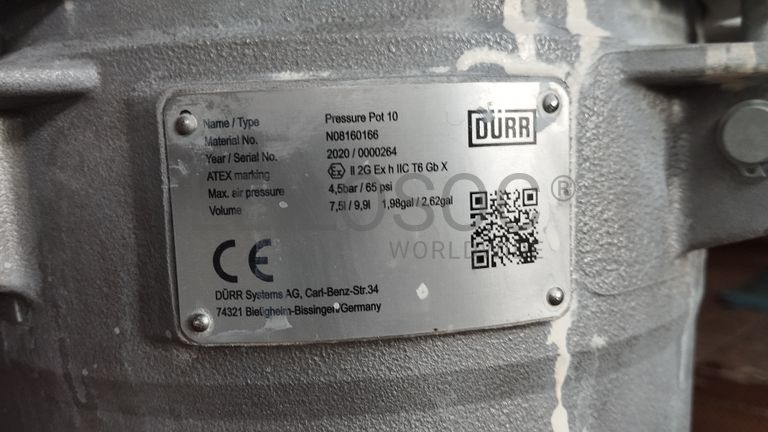 Name / Type Pressure Pot 10
Material No. N08160166
Year / Serial No. 2020 / 0000264
ATEX marking Ex II 2G Ex h IIC T6 Gb X
Max. air pressure 4,5bar / 65 psi
Volume 7,5l / 9,9l 1,98gal / 2,62gal
DÜRR
CE
DÜRR Systems AG, Carl-Benz-Str.34
74321 Bietigheim-Bissingen/Germany